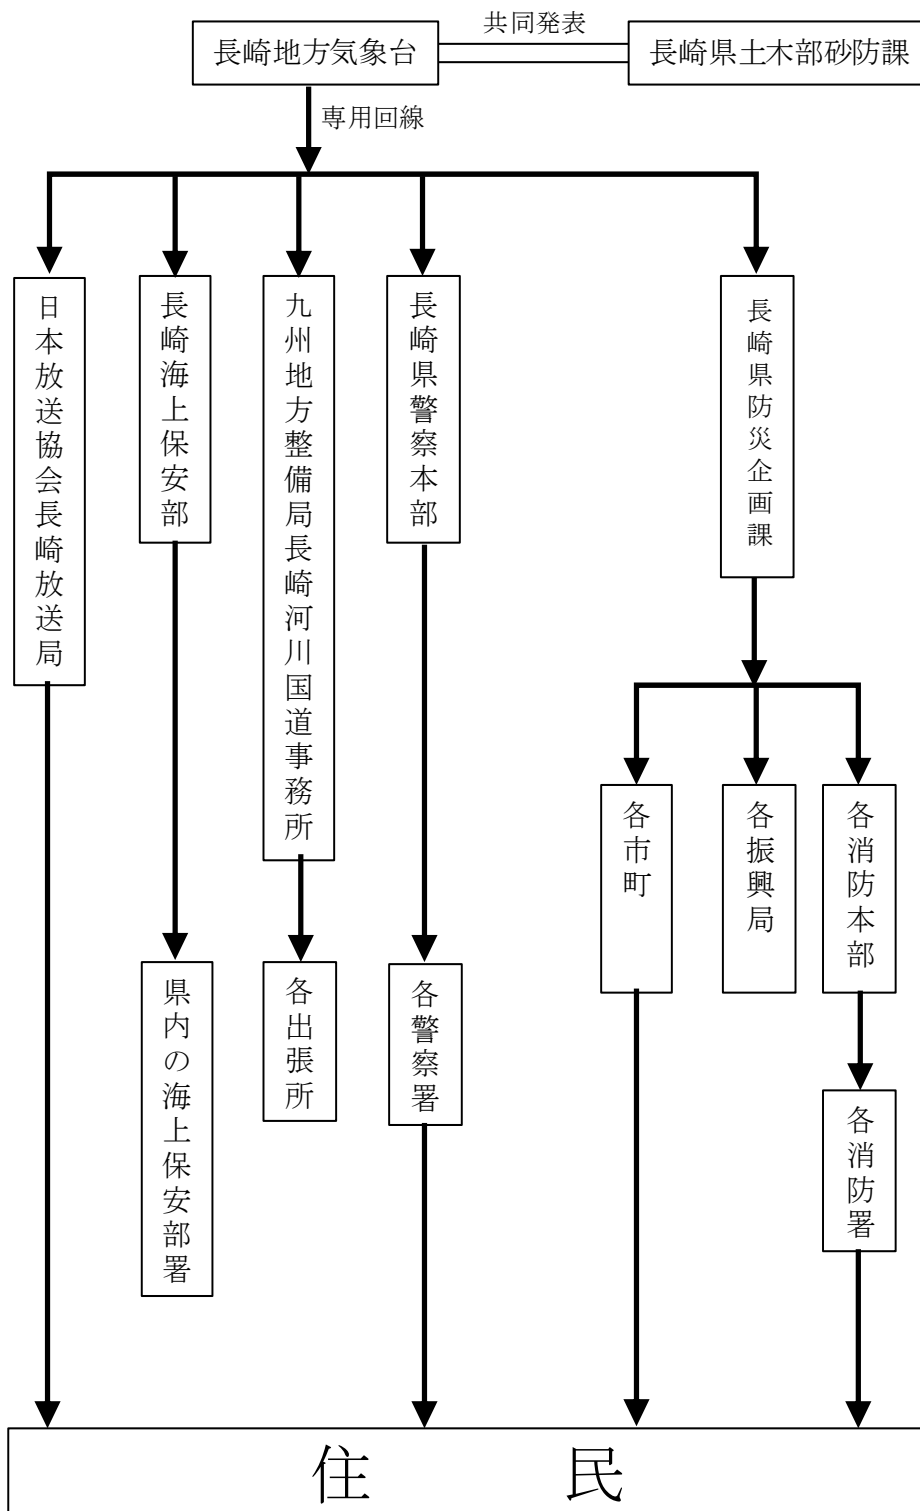 共同発表
長崎地方気象台
長崎県土木部砂防課
専用回線
日本放送協会長崎放送局
長崎海上保安部
九州地方整備局長崎河川国道事務所
長崎県警察本部
長崎県防災企画課
各市町
各振興局
各消防本部
県内の海上保安部署
各出張所
各警察署
各消防署
住民